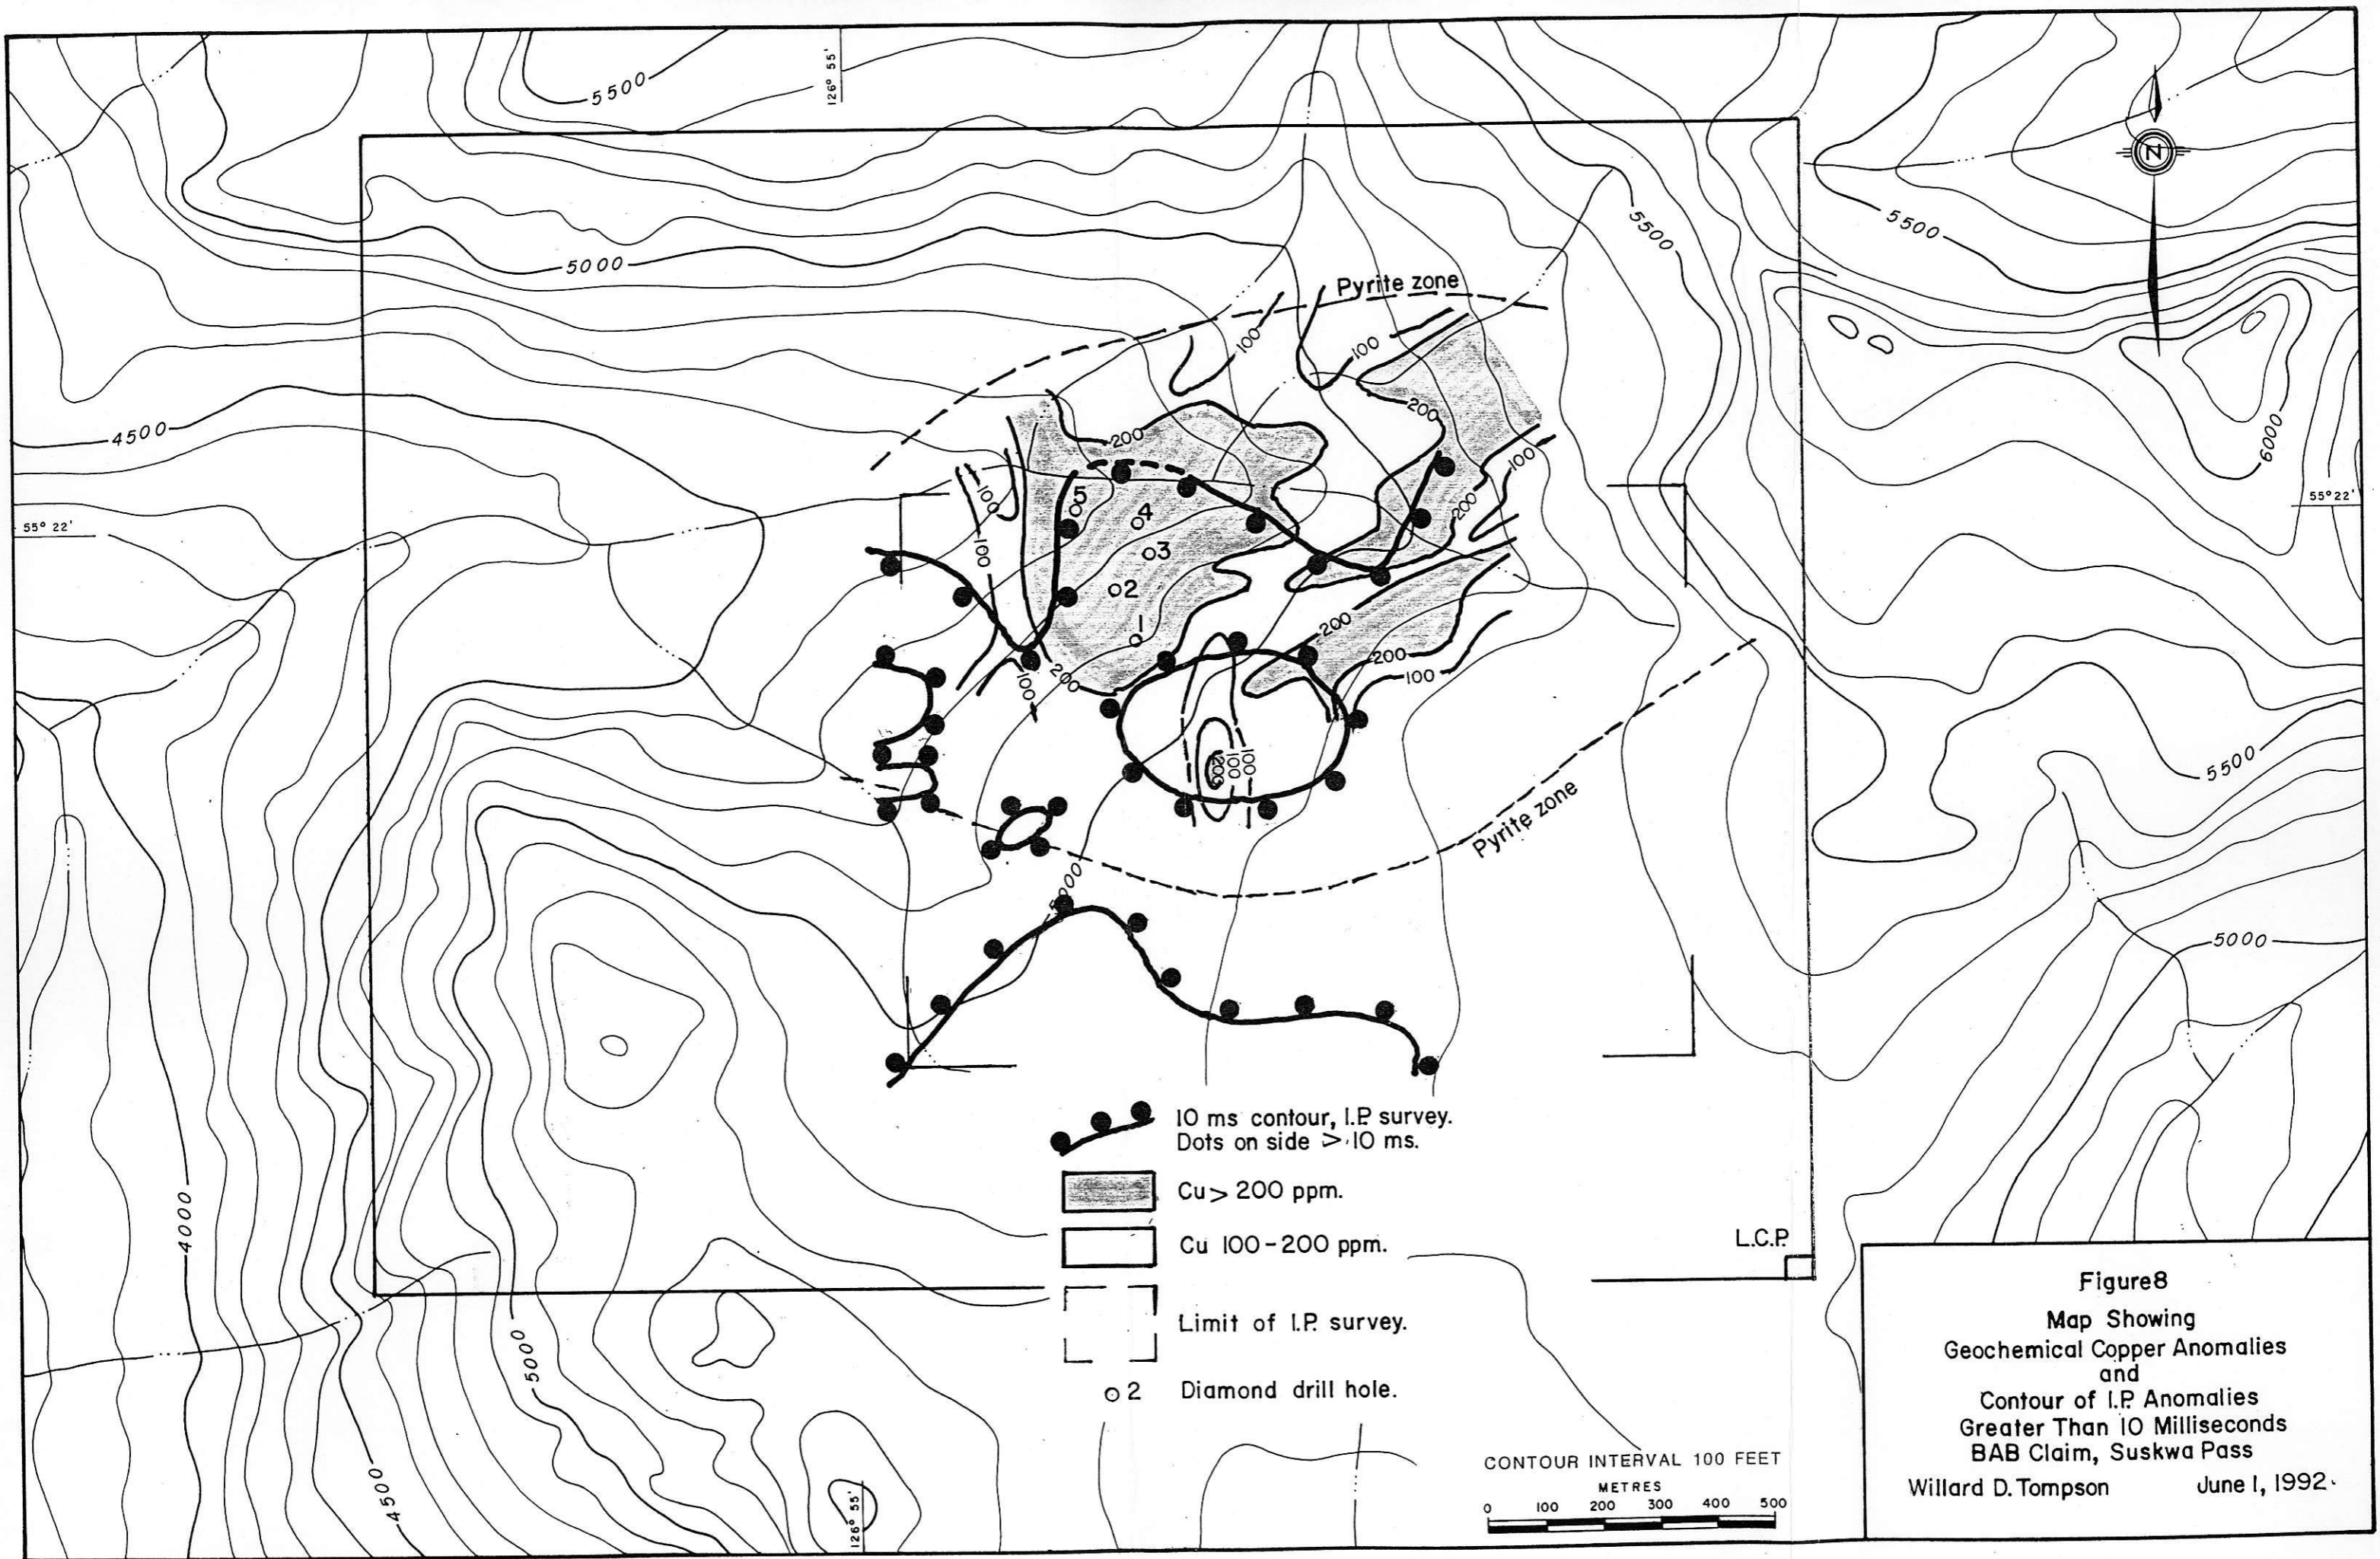 5500
126° 55'
N
5500
5500
5000
Pyrite zone
100
100
6000
200
4500
200
100
55° 22'
100
5
200
55° 22'
4
100
3
2
200
1
200
200
100
100
5500
100
100
200
Pyrite zone
5000
5000
10 ms contour, I.P. survey.
Dots on side > 10 ms.
Cu > 200 ppm.
4000
Cu 100-200 ppm.
L.C.P.
Limit of I.P. survey.
5000
2 Diamond drill hole.
4500
126° 55'
CONTOUR INTERVAL 100 FEET
METRES
0 100 200 300 400 500
Figure8
Map Showing
Geochemical Copper Anomalies
and
Contour of I.P. Anomalies
Greater Than 10 Milliseconds
BAB Claim, Suskwa Pass
Willard D. Tompson June 1, 1992.